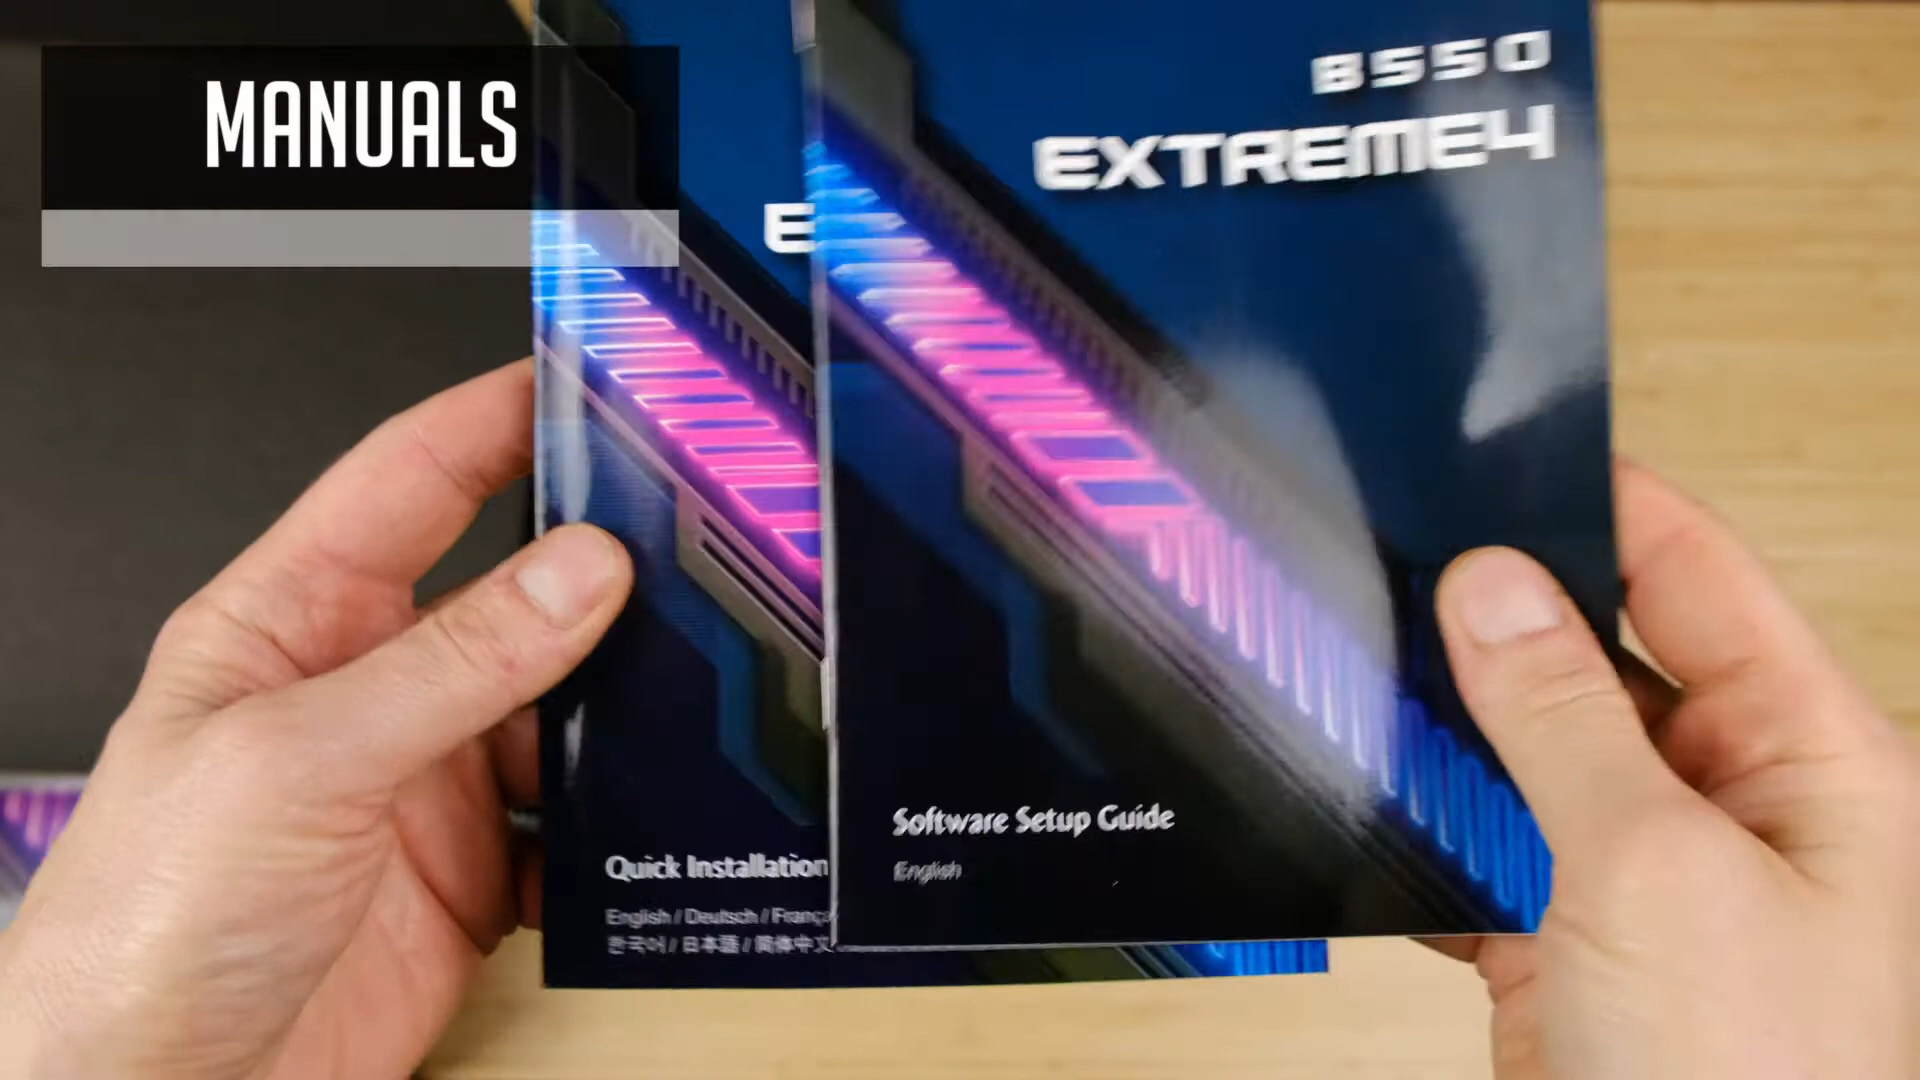 MANUALS
B550
EXTREME4
E
Software Setup Guide
English
Quick Installation
English / Deutsch / França
한국어 / 日本語 / 简体中文